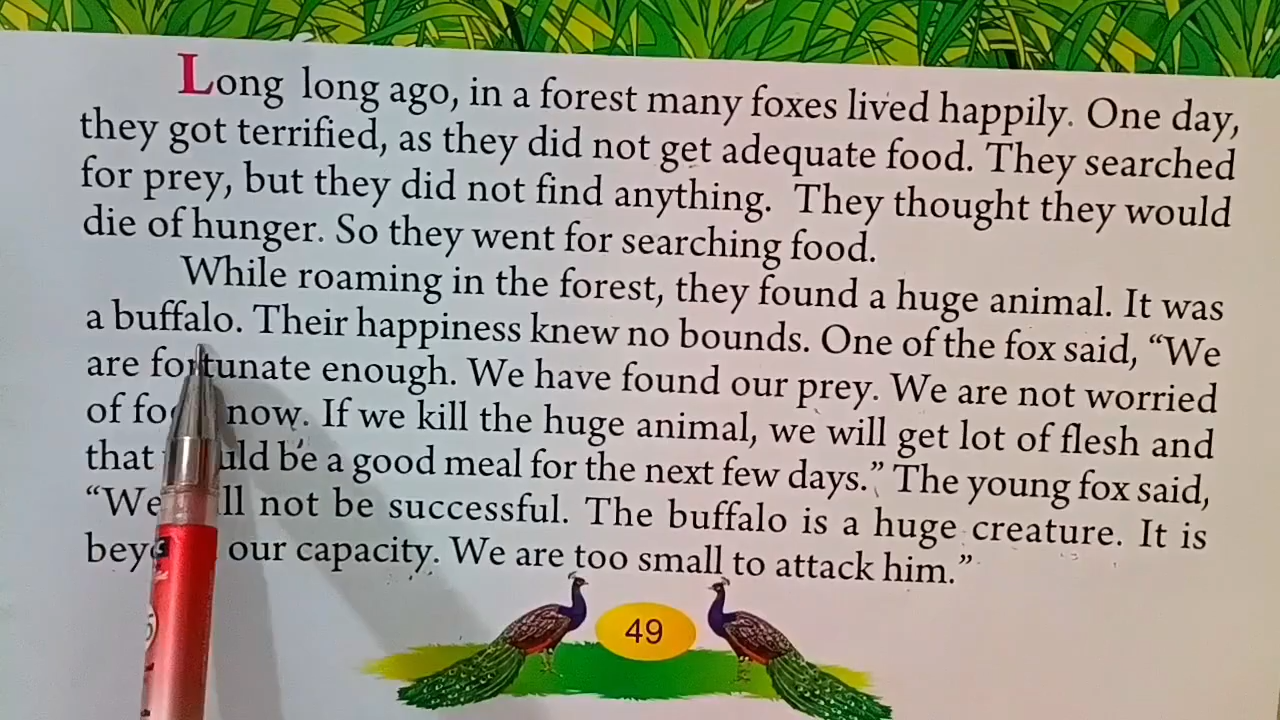 Long long ago, in a forest many foxes lived happily. One day,
they got terrified, as they did not get adequate food. They searched
for prey, but they did not find anything. They thought they would
die of hunger. So they went for searching food.
While roaming in the forest, they found a huge animal. It was
a buffalo. Their happiness knew no bounds. One of the fox said, “We
are fortunate enough. We have found our prey. We are not worried
of now. If we kill the huge animal, we will get lot of flesh and
that be a good meal for the next few days.” The young fox said,
“We not be successful. The buffalo is a huge creature. It is
our capacity. We are too small to attack him.”
49